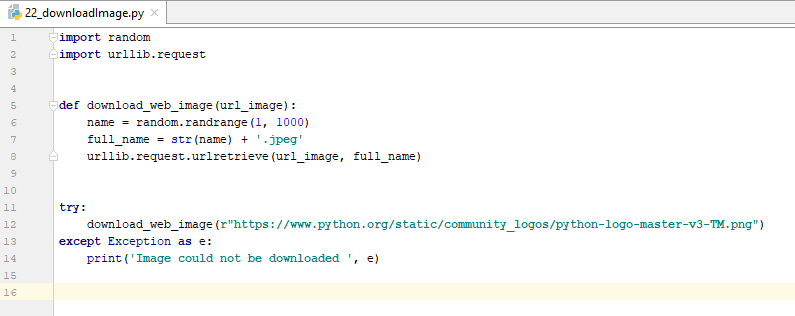 22_downloadImage.py
1 import random
2 import urllib.request
3
4
5 def download_web_image(url_image):
6     name = random.randrange(1, 1000)
7     full_name = str(name) + '.jpeg'
8     urllib.request.urlretrieve(url_image, full_name)
9
10
11 try:
12     download_web_image(r"https://www.python.org/static/community_logos/python-logo-master-v3-TM.png")
13 except Exception as e:
14     print('Image could not be downloaded ', e)
15
16